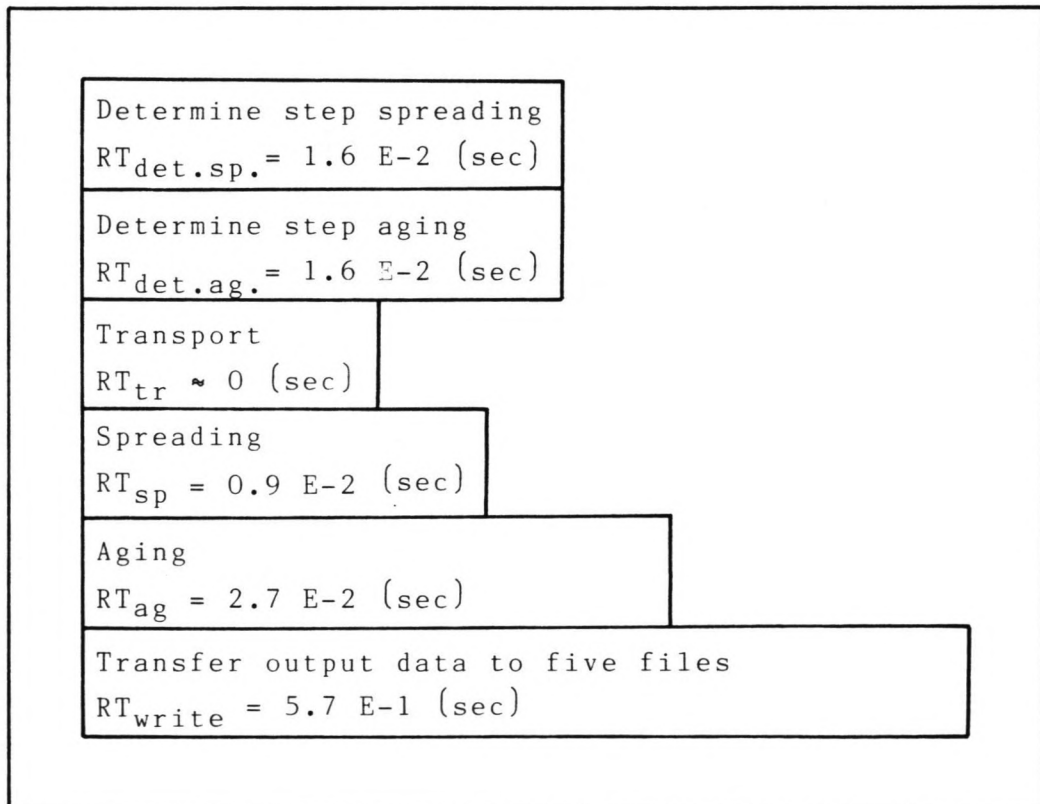 Determine step spreading
RTdet.sp.= 1.6 E-2 (sec)
Determine step aging
RTdet.ag.= 1.6 E-2 (sec)
Transport
RTtr ≈ 0 (sec)
Spreading
RTsp = 0.9 E-2 (sec)
Aging
RTag = 2.7 E-2 (sec)
Transfer output data to five files
RTwrite = 5.7 E-1 (sec)